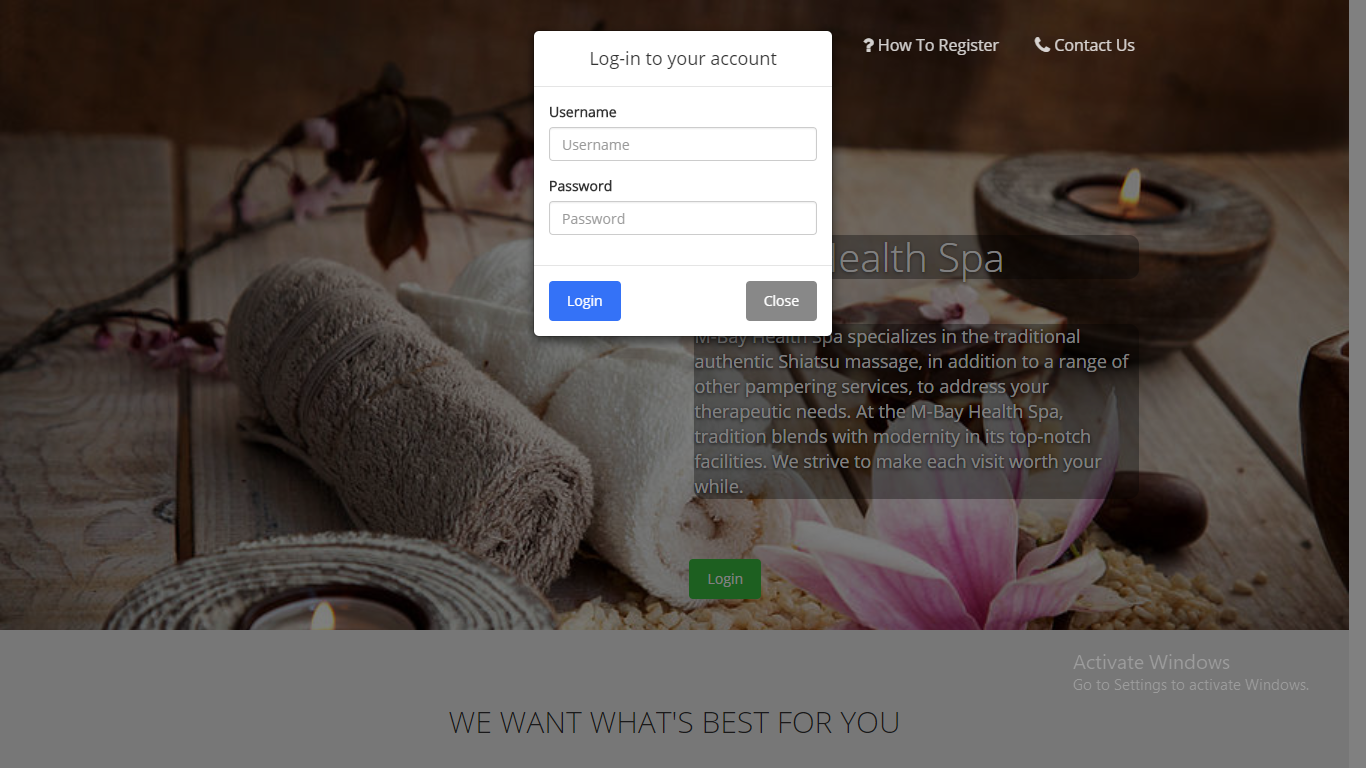 Log-in to your account
How To Register
Contact Us
Username
Username
Password
Password
Login
Close
Health Spa
M-Bay Health Spa specializes in the traditional
authentic Shiatsu massage, in addition to a range of
other pampering services, to address your
therapeutic needs. At the M-Bay Health Spa,
tradition blends with modernity in its top-notch
facilities. We strive to make each visit worth your
while.
Login
Activate Windows
Go to Settings to activate Windows.
WE WANT WHAT'S BEST FOR YOU